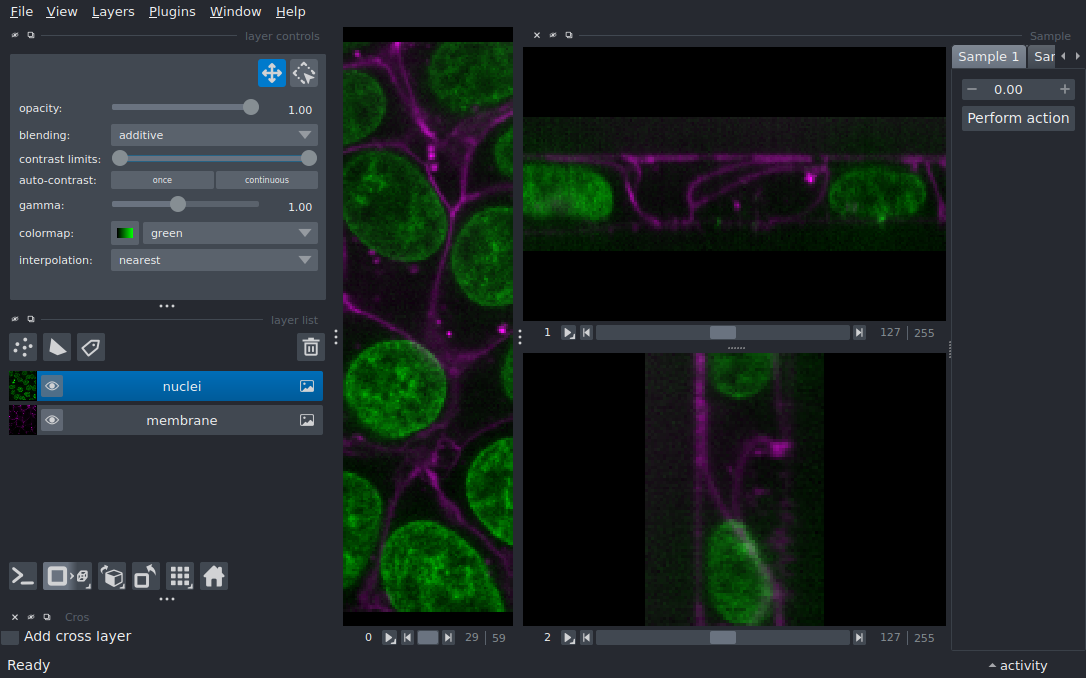 File View Layers Plugins Window Help
layer controls
opacity: 1.00
blending: additive
contrast limits:
auto-contrast: once continuous
gamma: 1.00
colormap: green
interpolation: nearest
layer list
nuclei
membrane
Cros
Add cross layer
Ready
0 29 59
1 127 255
2 127 255
Sample
Sample 1 Sar
0.00
Perform action
activity